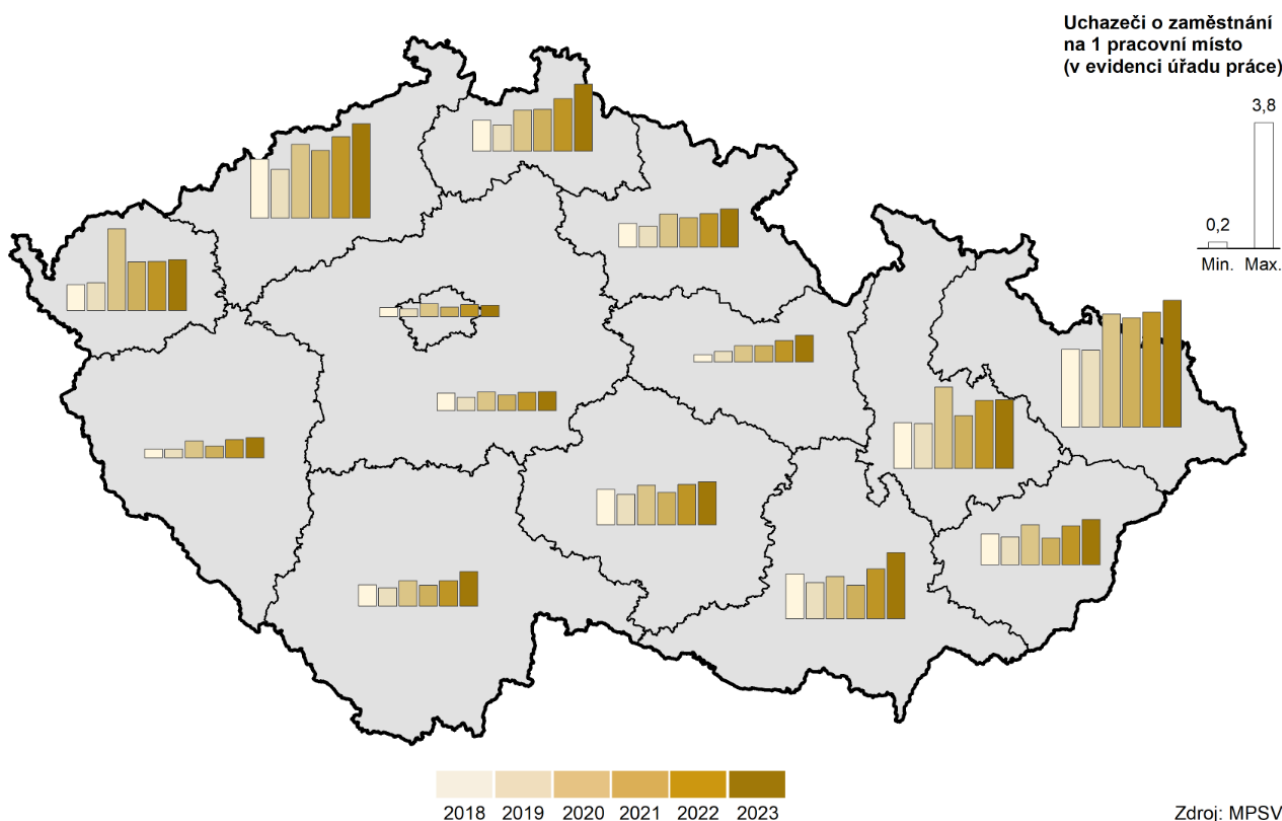 Uchazeči o zaměstnání
na 1 pracovní místo
(v evidenci úřadu práce)
3,8
0,2
Min. Max.
2018 2019 2020 2021 2022 2023
Zdroj: MPSV